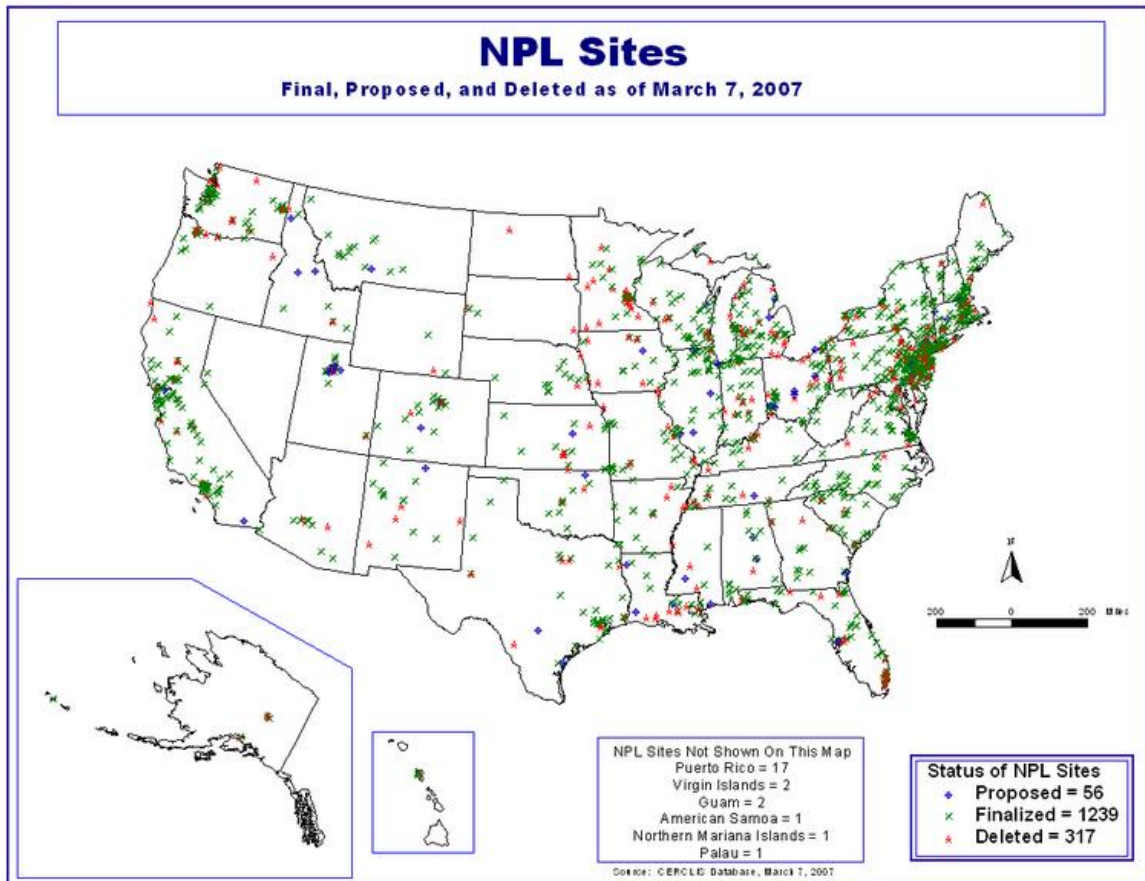 NPL Sites
Final, Proposed, and Deleted as of March 7, 2007
N
200 0 200 Miles
NPL Sites Not Shown On This Map
Puerto Rico = 17
Virgin Islands = 2
Guam = 2
American Samoa = 1
Northern Mariana Islands = 1
Palau = 1
Source: CERCLIS Database, March 7, 2007
Status of NPL Sites
Proposed = 56
Finalized = 1239
Deleted = 317